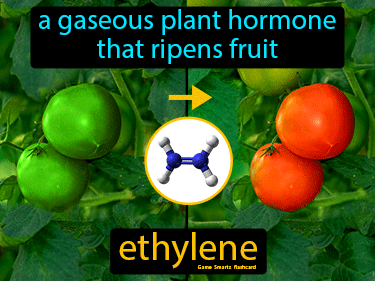 a gaseous plant hormone
that ripens fruit
ethylene
Game Smartz flashcard